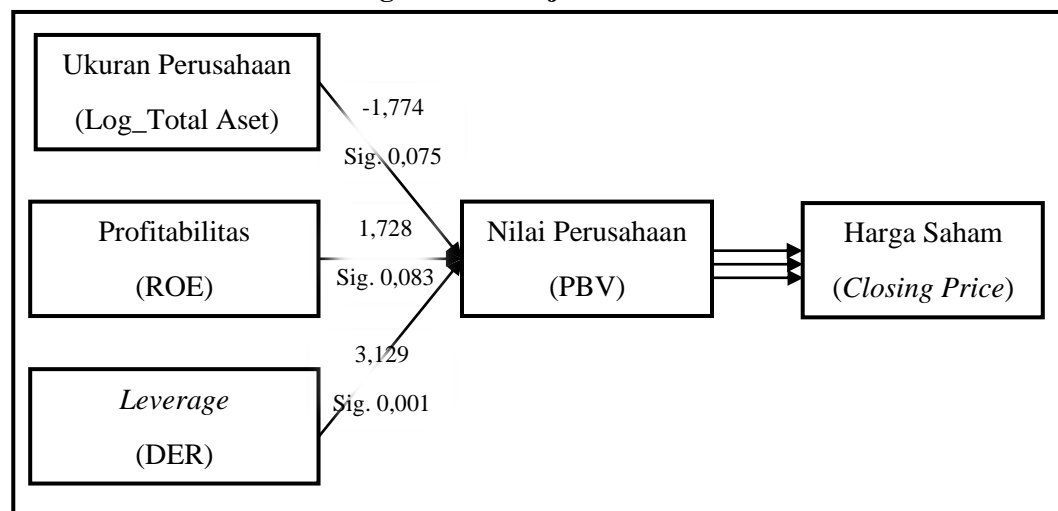 Ukuran Perusahaan
(Log_Total Aset)
-1,774
Sig. 0,075
Profitabilitas
(ROE)
1,728
Sig. 0,083
Nilai Perusahaan
(PBV)
Harga Saham
(Closing Price)
Leverage
(DER)
3,129
Sig. 0,001